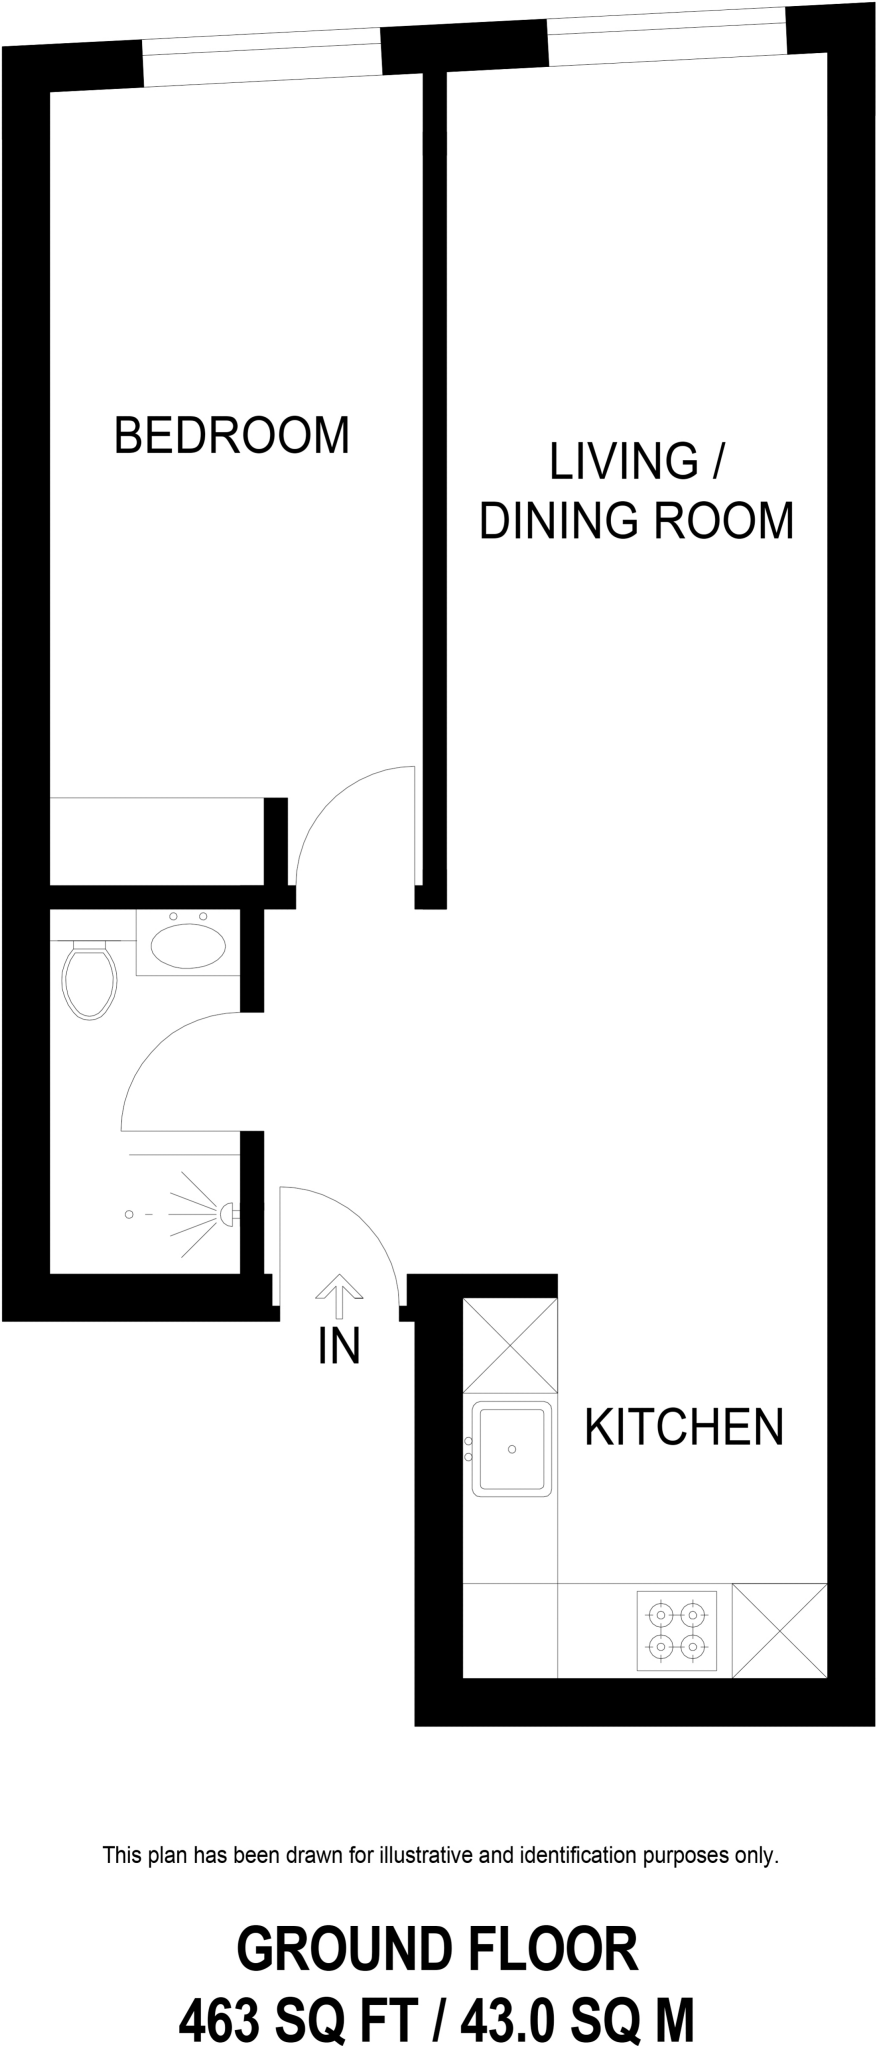 BEDROOM
LIVING /
DINING ROOM
IN
KITCHEN
This plan has been drawn for illustrative and identification purposes only.
GROUND FLOOR
463 SQ FT / 43.0 SQ M